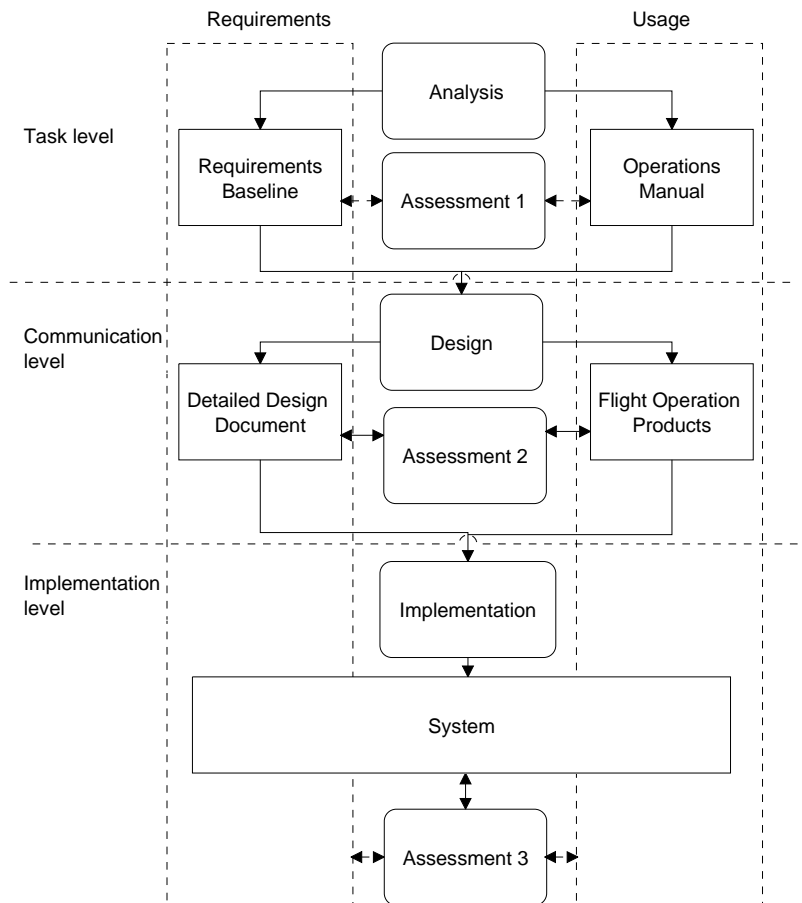 Requirements
Usage
Analysis
Task level
Requirements
Baseline
Operations
Manual
Assessment 1
Communication
level
Design
Detailed Design
Document
Flight Operation
Products
Assessment 2
Implementation
level
Implementation
System
Assessment 3